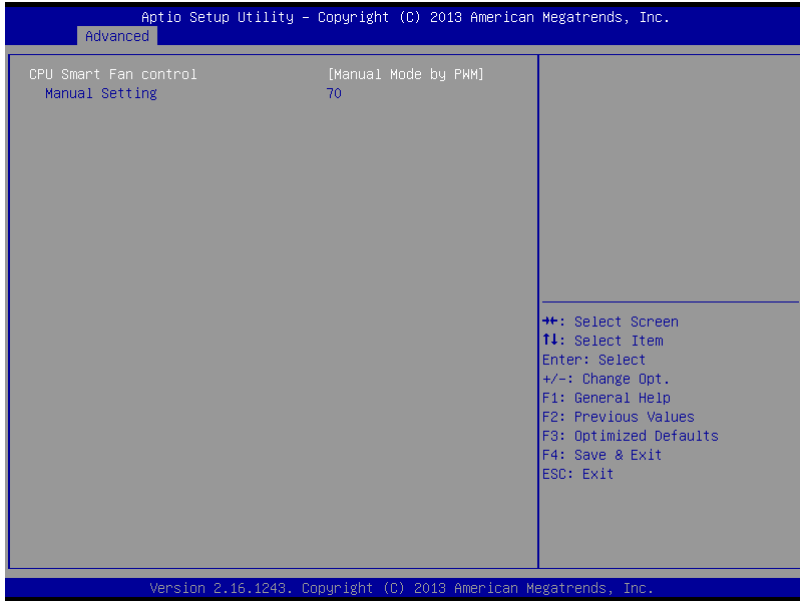 Aptio Setup Utility – Copyright (C) 2013 American Megatrends, Inc.
Advanced
CPU Smart Fan control [Manual Mode by PWM]
Manual Setting 70
→←: Select Screen
↑↓: Select Item
Enter: Select
+/-: Change Opt.
F1: General Help
F2: Previous Values
F3: Optimized Defaults
F4: Save & Exit
ESC: Exit
Version 2.16.1243. Copyright (C) 2013 American Megatrends, Inc.